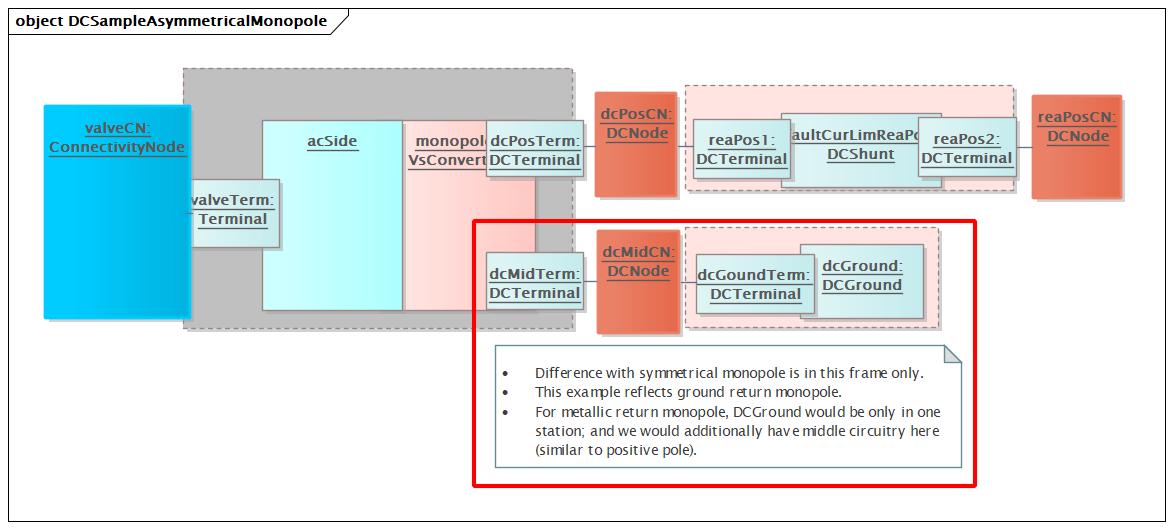 object DCSampleAsymmetricalMonopole
valveCN:
ConnectivityNode
valveTerm:
Terminal
acSide
monopol
VsConvert
dcPosTerm:
DCTerminal
dcPosCN:
DCNode
reaPos1:
DCTerminal
aultCurLimReaPo
DCShunt
reaPos2:
DCTerminal
reaPosCN:
DCNode
dcMidTerm:
DCTerminal
dcMidCN:
DCNode
dcGoundTerm:
DCTerminal
dcGround:
DCGround
• Difference with symmetrical monopole is in this frame only.
• This example reflects ground return monopole.
• For metallic return monopole, DCGround would be only in one
station; and we would additionally have middle circuitry here
(similar to positive pole).